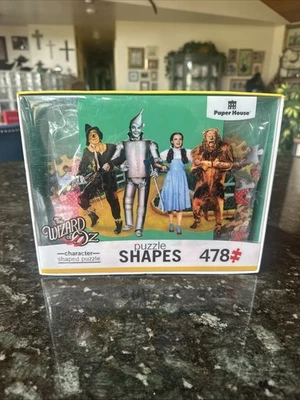 Paper House
THE
WIZARD
OF
OZ
character
shaped puzzle
puzzle
SHAPES
478